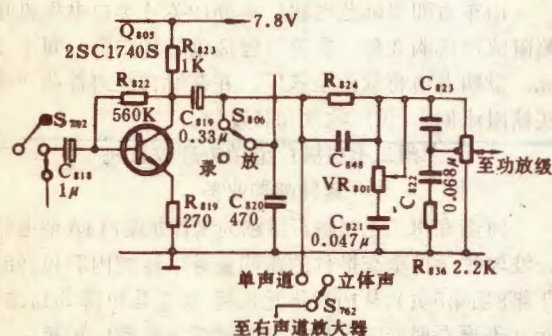 7.8V
Q₈₀₅
2SC1740S
R₈₂₃
1K
R₈₂₂
560K
C₈₁₉
0.33μ
S₈₀₆
录
放
R₈₂₄
C₈₂₃
C₈₄₈
VR₈₀₁
C₈₂₂
0.068μ
至功放级
C₈₁₈
1μ
R₈₁₉
270
C₈₂₀
470
C₈₂₁
0.047μ
R₈₃₆ 2.2K
单声道
立体声
S₇₆₂
至右声道放大器